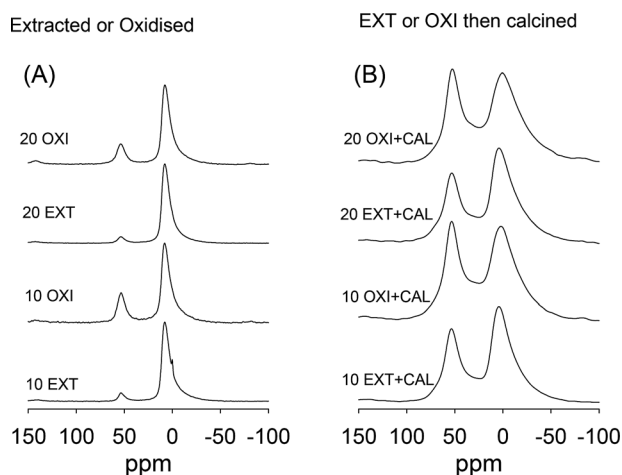 Extracted or Oxidised
EXT or OXI then calcined
(A)
20 OXI
20 EXT
10 OXI
10 EXT
150 100 50 0 -50 -100
ppm
(B)
20 OXI+CAL
20 EXT+CAL
10 OXI+CAL
10 EXT+CAL
150 100 50 0 -50 -100
ppm